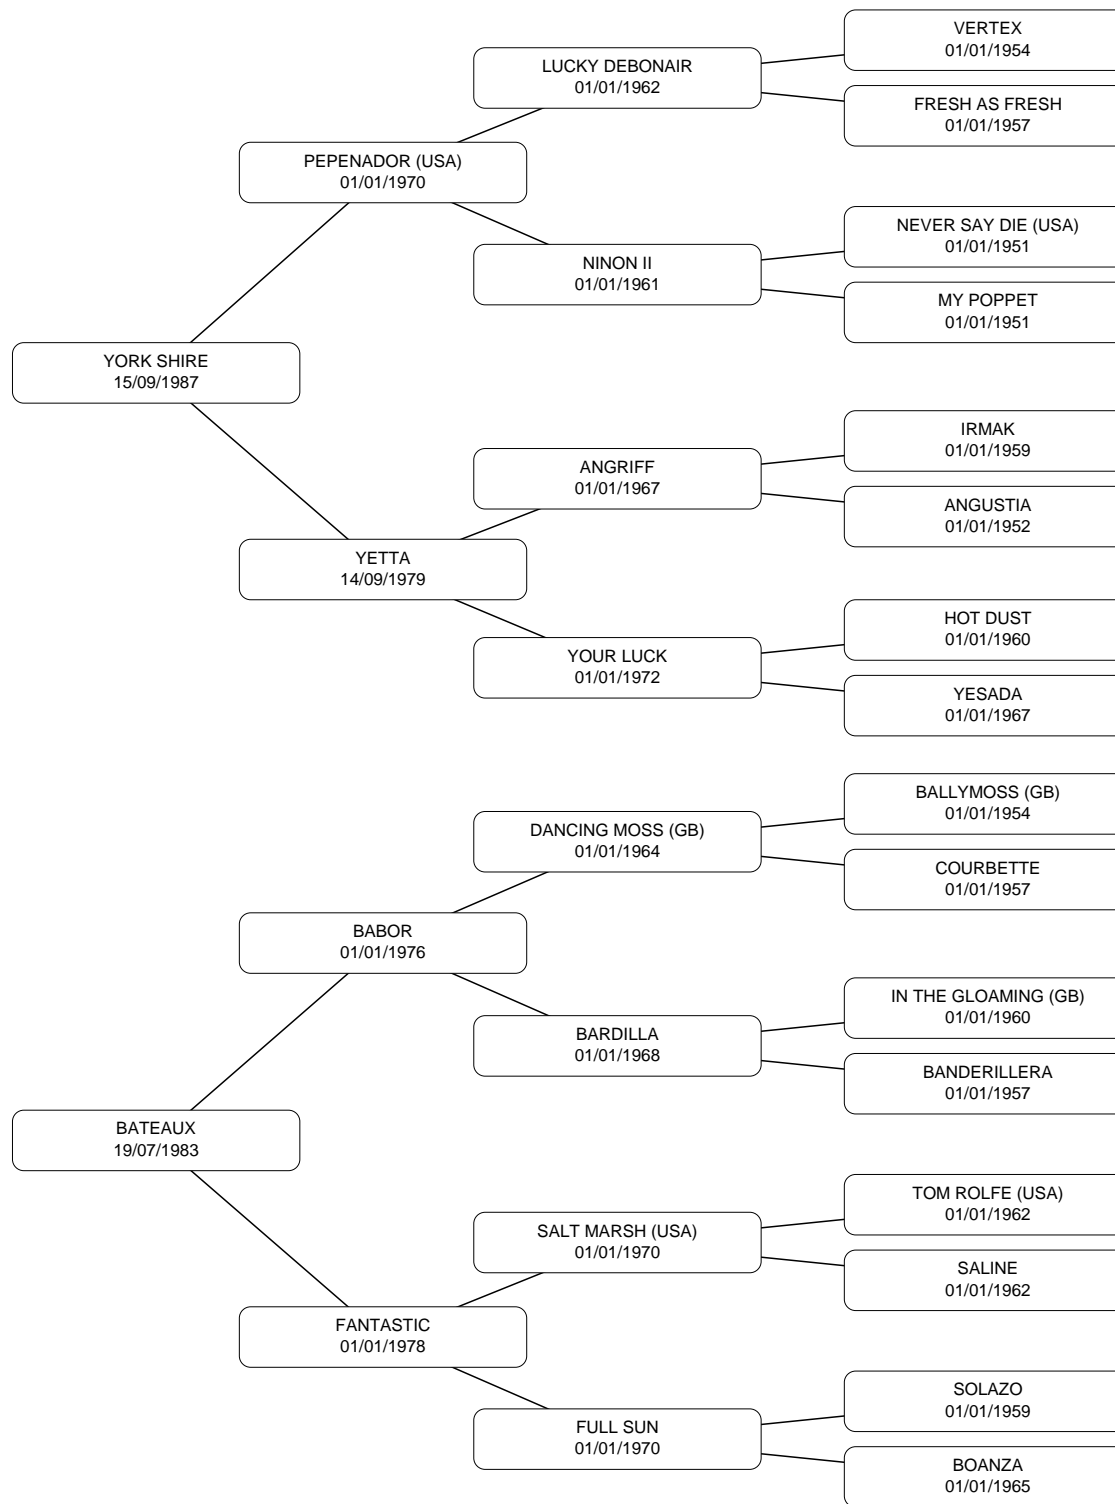 VERTEX
01/01/1954
LUCKY DEBONAIR
01/01/1962
FRESH AS FRESH
01/01/1957
PEPENADOR (USA)
01/01/1970
NEVER SAY DIE (USA)
01/01/1951
NINON II
01/01/1961
MY POPPET
01/01/1951
YORK SHIRE
15/09/1987
IRMAK
01/01/1959
ANGRIFF
01/01/1967
ANGUSTIA
01/01/1952
YETTA
14/09/1979
HOT DUST
01/01/1960
YOUR LUCK
01/01/1972
YESADA
01/01/1967
BALLYMOSS (GB)
01/01/1954
DANCING MOSS (GB)
01/01/1964
COURBETTE
01/01/1957
BABOR
01/01/1976
IN THE GLOAMING (GB)
01/01/1960
BARDILLA
01/01/1968
BANDERILLERA
01/01/1957
BATEAUX
19/07/1983
TOM ROLFE (USA)
01/01/1962
SALT MARSH (USA)
01/01/1970
SALINE
01/01/1962
FANTASTIC
01/01/1978
SOLAZO
01/01/1959
FULL SUN
01/01/1970
BOANZA
01/01/1965